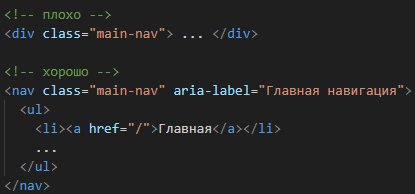 <!-- плохо -->
<div class="main-nav"> ... </div>

<!-- хорошо -->
<nav class="main-nav" aria-label="Главная навигация">
  <ul>
    <li><a href="/">Главная</a></li>
    ...
  </ul>
</nav>